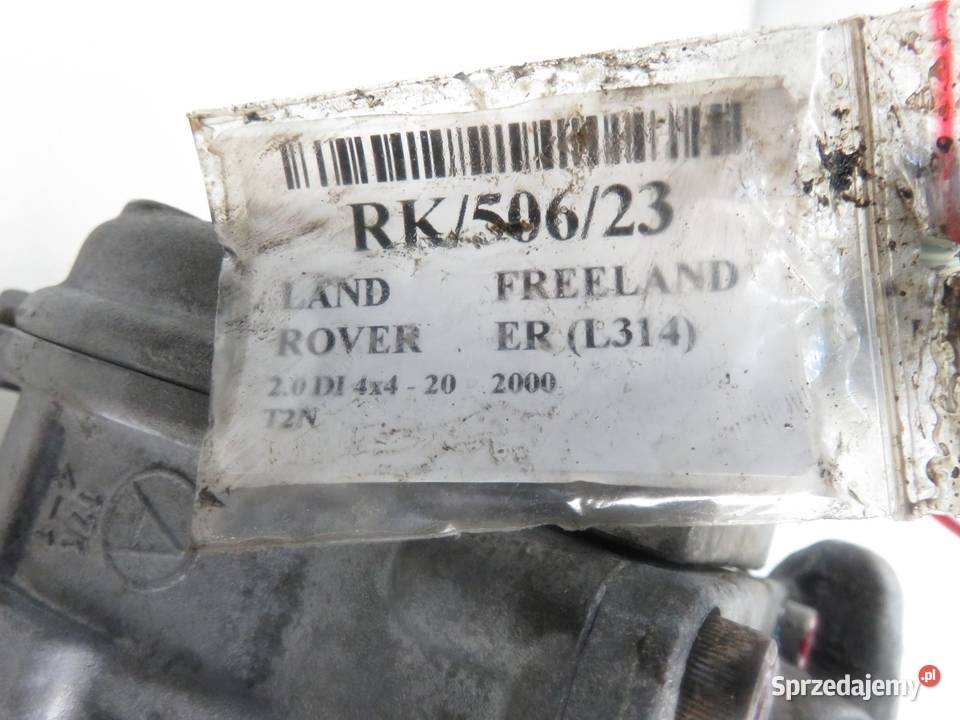 RK/506/23
LAND FREELAND
ROVER ER (L314)
2.0 DI 4x4 - 20 2000
T2N
A
Sprzedajemy.pl